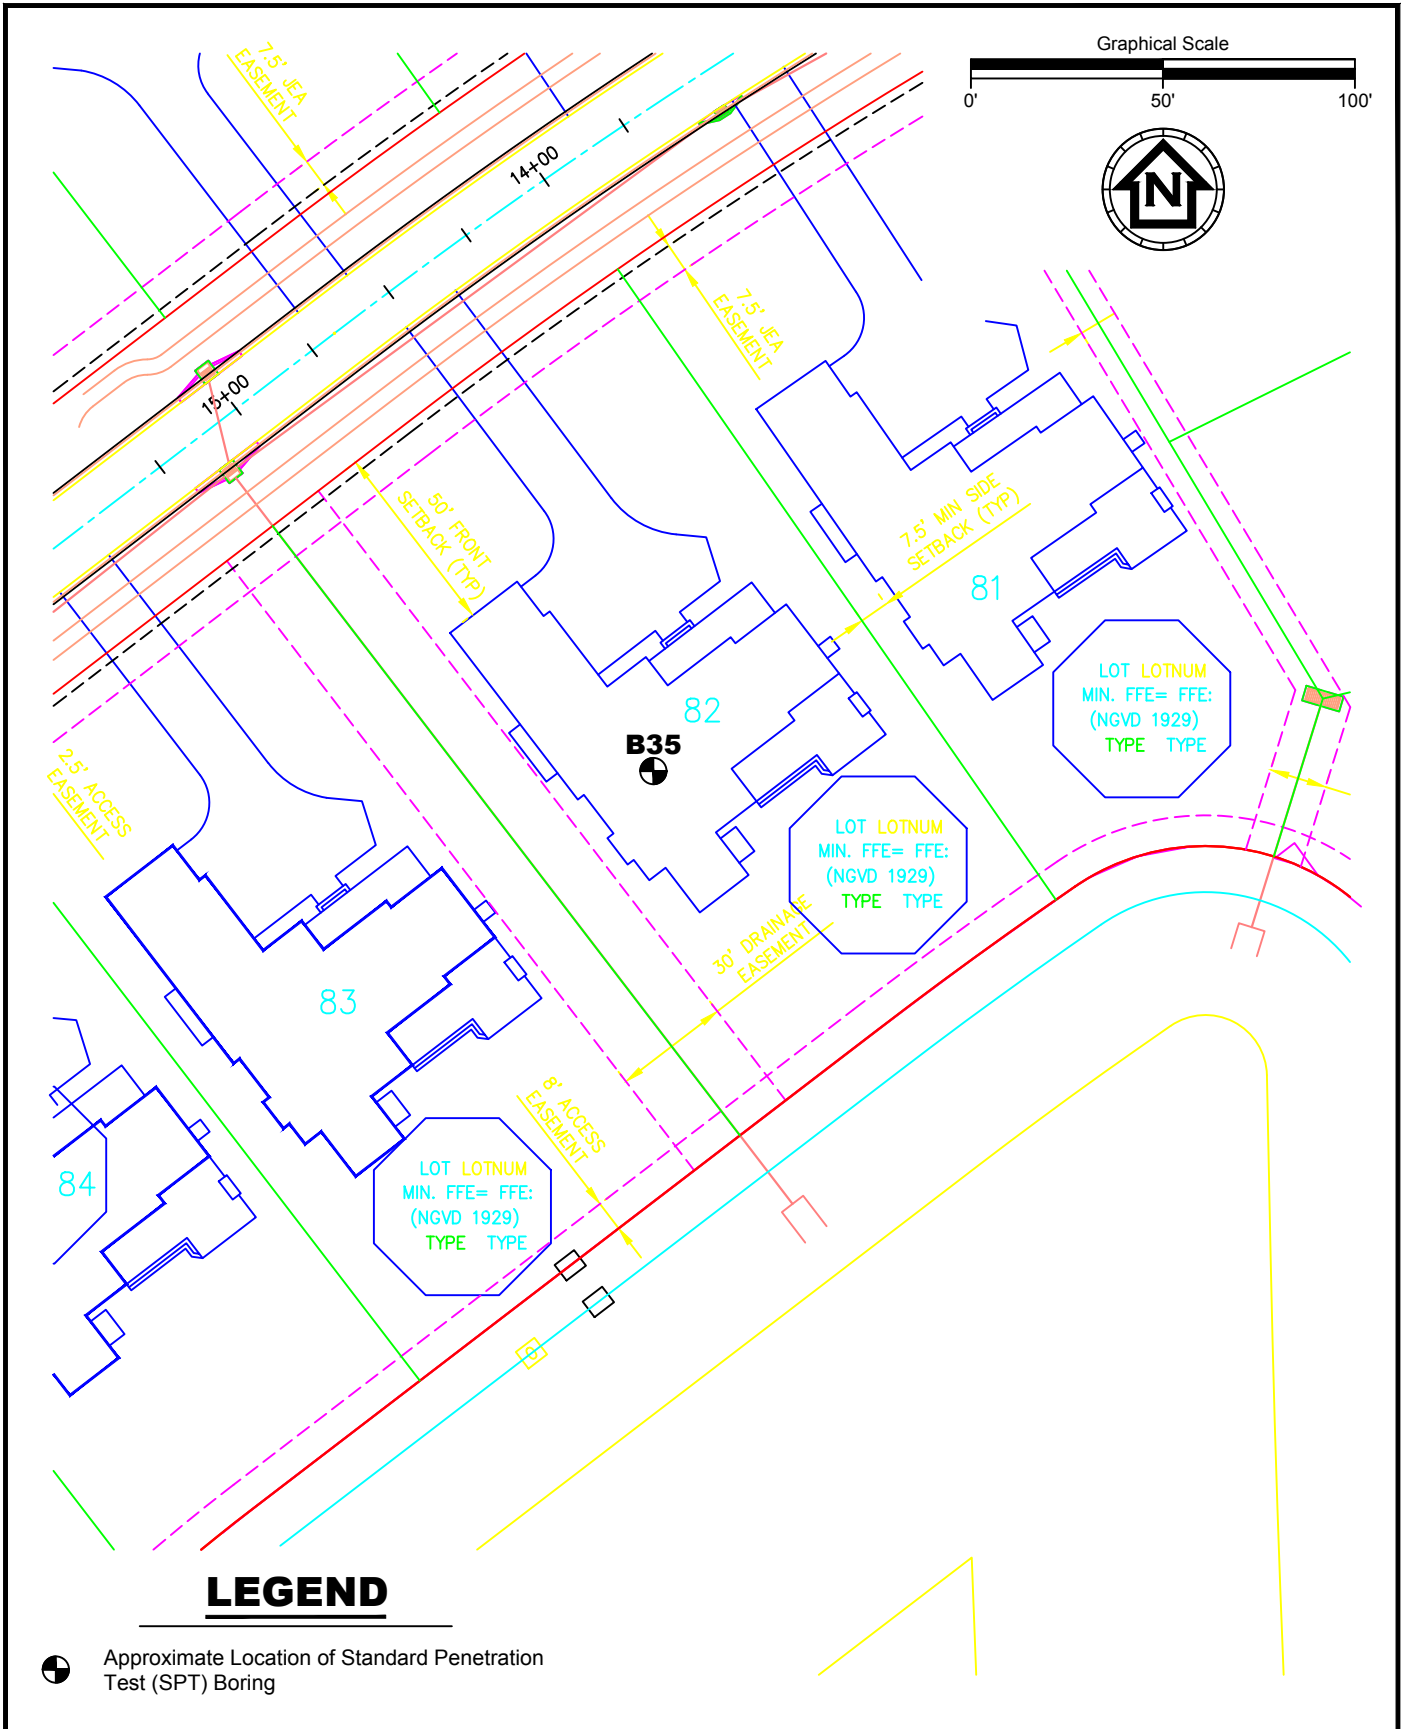 Graphical Scale
0' 50' 100'
N
7.5' JEA
EASEMENT
14+00
15+00
7.5' JEA
EASEMENT
50' FRONT
SETBACK (TYP)
7.5' MIN SIDE
SETBACK (TYP)
81
LOT LOTNUM
MIN. FFE= FFE:
(NGVD 1929)
TYPE TYPE
82
B35
2.5' ACCESS
EASEMENT
LOT LOTNUM
MIN. FFE= FFE:
(NGVD 1929)
TYPE TYPE
30' DRAINAGE
EASEMENT
83
8' ACCESS
EASEMENT
84
LOT LOTNUM
MIN. FFE= FFE:
(NGVD 1929)
TYPE TYPE
LEGEND
Approximate Location of Standard Penetration
Test (SPT) Boring